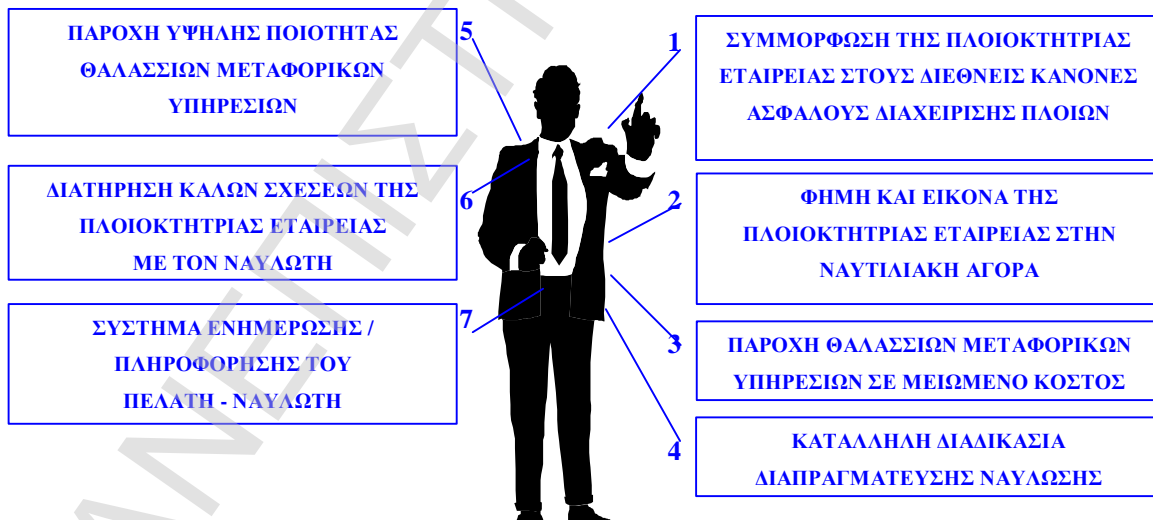 5
ΠΑΡΟΧΗ ΥΨΗΛΗΣ ΠΟΙΟΤΗΤΑΣ
ΘΑΛΑΣΣΙΩΝ ΜΕΤΑΦΟΡΙΚΩΝ
ΥΠΗΡΕΣΙΩΝ
6
ΔΙΑΤΗΡΗΣΗ ΚΑΛΩΝ ΣΧΕΣΕΩΝ ΤΗΣ
ΠΛΟΙΟΚΤΗΤΡΙΑΣ ΕΤΑΙΡΕΙΑΣ
ΜΕ ΤΟΝ ΝΑΥΛΩΤΗ
7
ΣΥΣΤΗΜΑ ΕΝΗΜΕΡΩΣΗΣ /
ΠΛΗΡΟΦΟΡΗΣΗΣ ΤΟΥ
ΠΕΛΑΤΗ - ΝΑΥΛΩΤΗ
1
ΣΥΜΜΟΡΦΩΣΗ ΤΗΣ ΠΛΟΙΟΚΤΗΤΡΙΑΣ
ΕΤΑΙΡΕΙΑΣ ΣΤΟΥΣ ΔΙΕΘΝΕΙΣ ΚΑΝΟΝΕΣ
ΑΣΦΑΛΟΥΣ ΔΙΑΧΕΙΡΙΣΗΣ ΠΛΟΙΩΝ
2
ΦΗΜΗ ΚΑΙ ΕΙΚΟΝΑ ΤΗΣ
ΠΛΟΙΟΚΤΗΤΡΙΑΣ ΕΤΑΙΡΕΙΑΣ ΣΤΗΝ
ΝΑΥΤΙΛΙΑΚΗ ΑΓΟΡΑ
3
ΠΑΡΟΧΗ ΘΑΛΑΣΣΙΩΝ ΜΕΤΑΦΟΡΙΚΩΝ
ΥΠΗΡΕΣΙΩΝ ΣΕ ΜΕΙΩΜΕΝΟ ΚΟΣΤΟΣ
4
ΚΑΤΑΛΛΗΛΗ ΔΙΑΔΙΚΑΣΙΑ
ΔΙΑΠΡΑΓΜΑΤΕΥΣΗΣ ΝΑΥΛΩΣΗΣ
ΑΝΕΠΙΣΤ